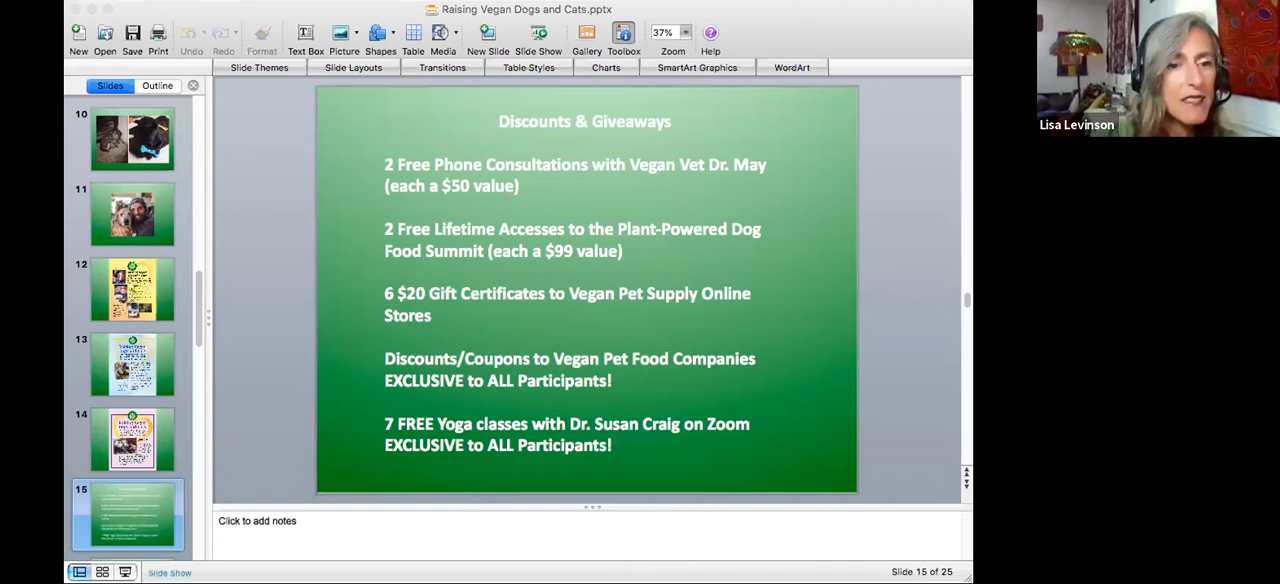 Raising Vegan Dogs and Cats.pptx
New Open Save Print Undo Redo Format Text Box Picture Shapes Table Media New Slide Slide Show Gallery Toolbox Zoom Help
37%
Slide Themes Slide Layouts Transitions Table Styles Charts SmartArt Graphics WordArt
Slides Outline
10
11
12
13
14
15
Discounts & Giveaways
2 Free Phone Consultations with Vegan Vet Dr. May
(each a $50 value)
2 Free Lifetime Accesses to the Plant-Powered Dog
Food Summit (each a $99 value)
6 $20 Gift Certificates to Vegan Pet Supply Online
Stores
Discounts/Coupons to Vegan Pet Food Companies
EXCLUSIVE to ALL Participants!
7 FREE Yoga classes with Dr. Susan Craig on Zoom
EXCLUSIVE to ALL Participants!
Click to add notes
Slide Show
Slide 15 of 25
Lisa Levinson